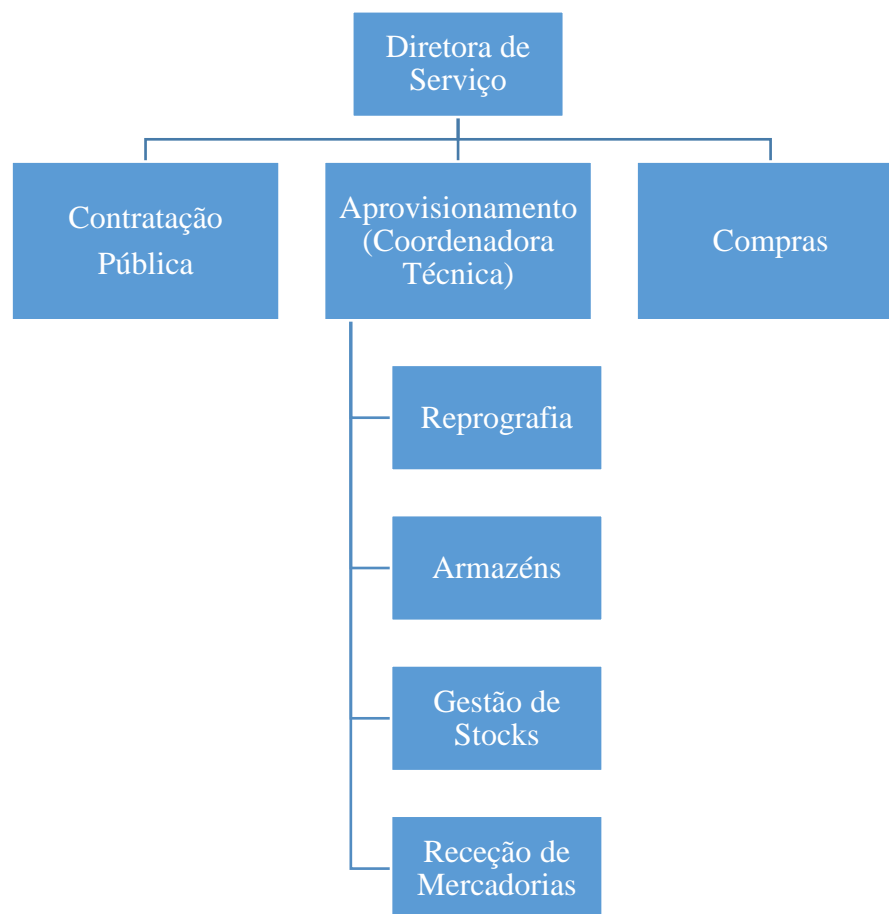 Diretora de
Serviço
Contratação
Pública
Aprovisionamento
(Coordenadora
Técnica)
Compras
Reprografia
Armazéns
Gestão de
Stocks
Receção de
Mercadorias